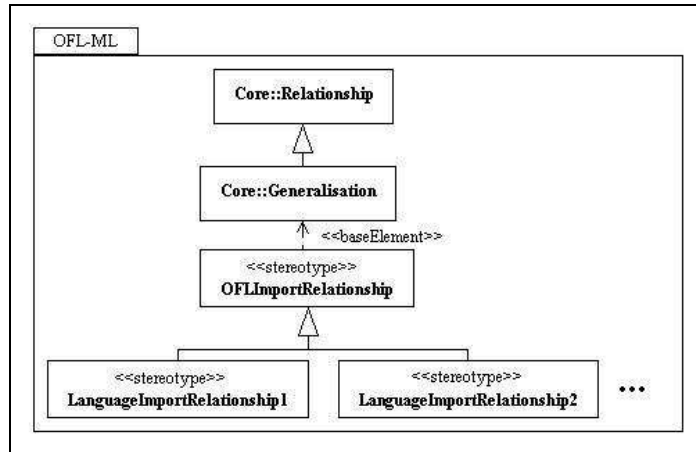 OFL-ML
Core::Relationship
Core::Generalisation
<<baseElement>>
<<stereotype>>
OFLImportRelationship
<<stereotype>>
LanguageImportRelationship1
<<stereotype>>
LanguageImportRelationship2
...